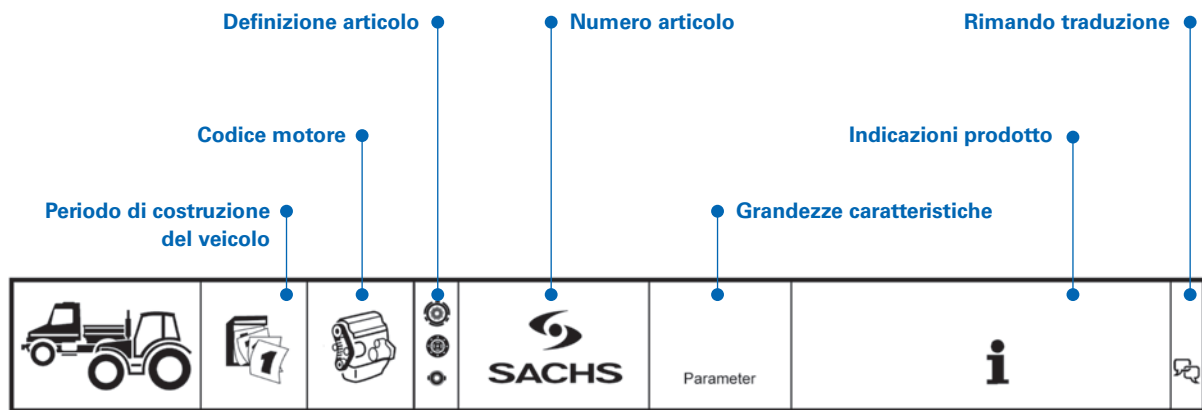 Definizione articolo
Numero articolo
Rimando traduzione
Codice motore
Indicazioni prodotto
Periodo di costruzione
del veicolo
Grandezze caratteristiche
1
SACHS
Parameter
i